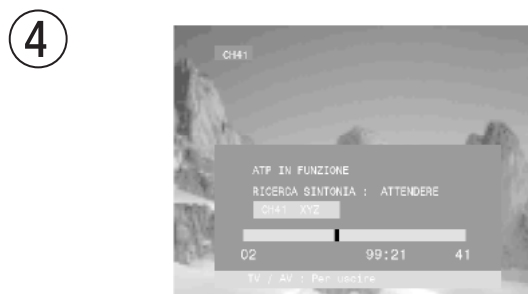 4
CH41
ATP IN FUNZIONE
RICERCA SINTONIA : ATTENDERE
CH41 XYZ
02 99:21 41
TV / AV : Per uscire